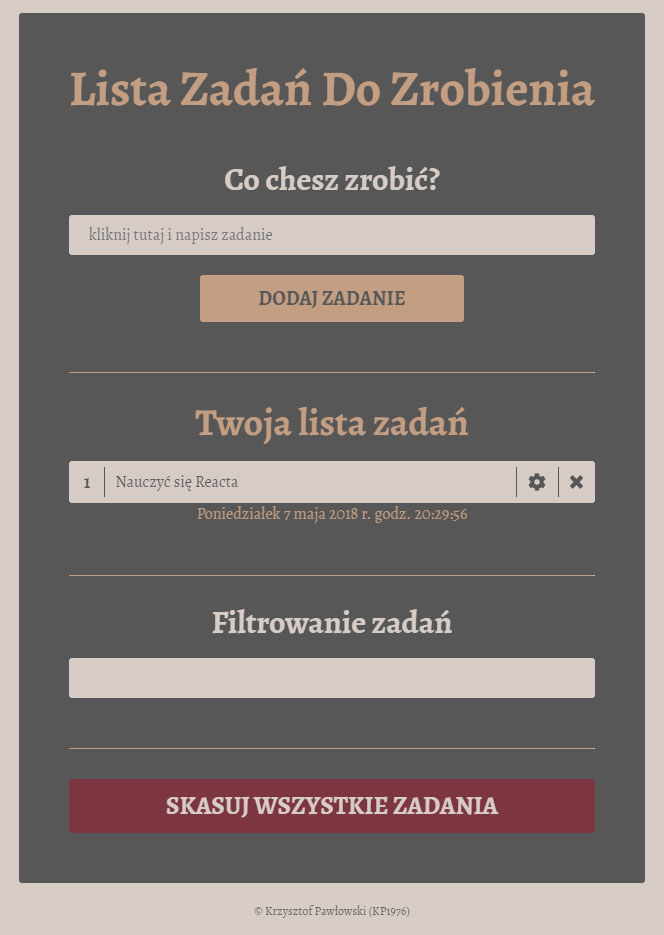 Lista Zadań Do Zrobienia
Co chesz zrobić?
kliknij tutaj i napisz zadanie
DODAJ ZADANIE
Twoja lista zadań
1 Nauczyć się Reacta
Poniedziałek 7 maja 2018 r. godz. 20:29:56
Filtrowanie zadań
SKASUJ WSZYSTKIE ZADANIA
© Krzysztof Pawłowski (KP1976)